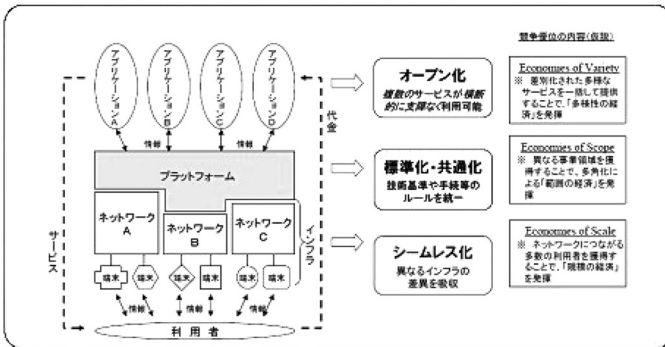 競争優位の内容(仮説)
アプリケーションA
アプリケーションB
アプリケーションC
アプリケーションD
情報
情報
プラットフォーム
ネットワーク
A
ネットワーク
B
ネットワーク
C
端末
端末
端末
端末
端末
端末
情報
情報
情報
利用者
サービス
代金
インフラ
オープン化
複数のサービスが横断
的に支障なく利用可能
標準化・共通化
技術基準や手続等の
ルールを統一
シームレス化
異なるインフラの
差異を吸収
Economies of Variety
※ 差別化された多様な
サービスを一括して提供
することで、「多様性の経
済」を発揮
Economies of Scope
※ 異なる事業領域を獲
得することで、多角化
による「範囲の経済」を発
揮
Economies of Scale
※ ネットワークにつながる
多数の利用者を獲得す
ることで、「規模の経済」
を発揮